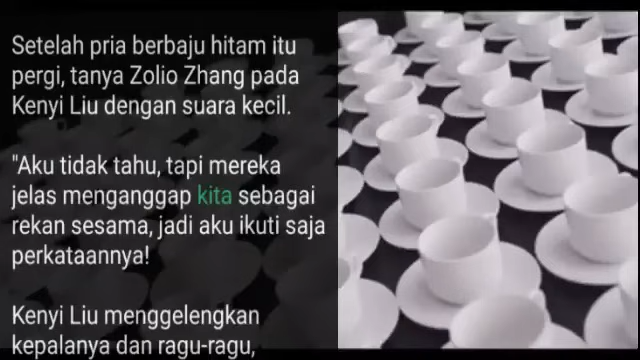 Setelah pria berbaju hitam itu
pergi, tanya Zolio Zhang pada
Kenyi Liu dengan suara kecil.
"Aku tidak tahu, tapi mereka
jelas menganggap kita sebagai
rekan sesama, jadi aku ikuti saja
perkataannya!
Kenyi Liu menggelengkan
kepalanya dan ragu-ragu,